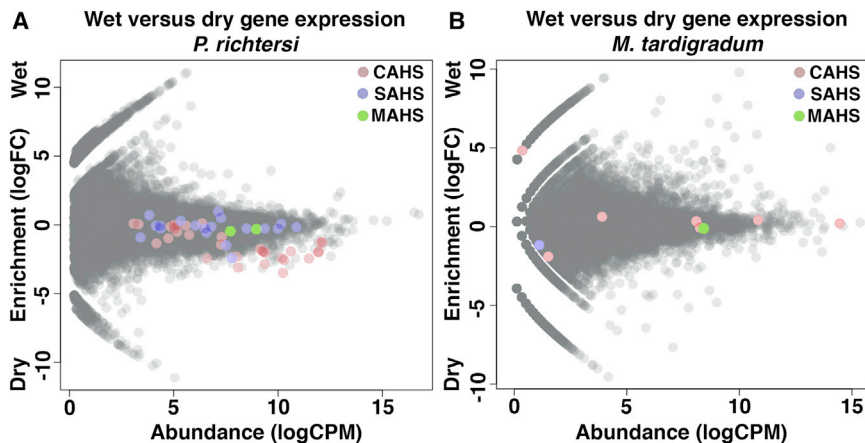 A
Wet versus dry gene expression
P. richtersi
CAHS
SAHS
MAHS
Wet
Enrichment (logFC)
Dry
10
5
0
-5
-10
0
5
10
15
Abundance (logCPM)
B
Wet versus dry gene expression
M. tardigradum
CAHS
SAHS
MAHS
Wet
Enrichment (logFC)
Dry
10
5
0
-5
-10
0
5
10
15
Abundance (logCPM)